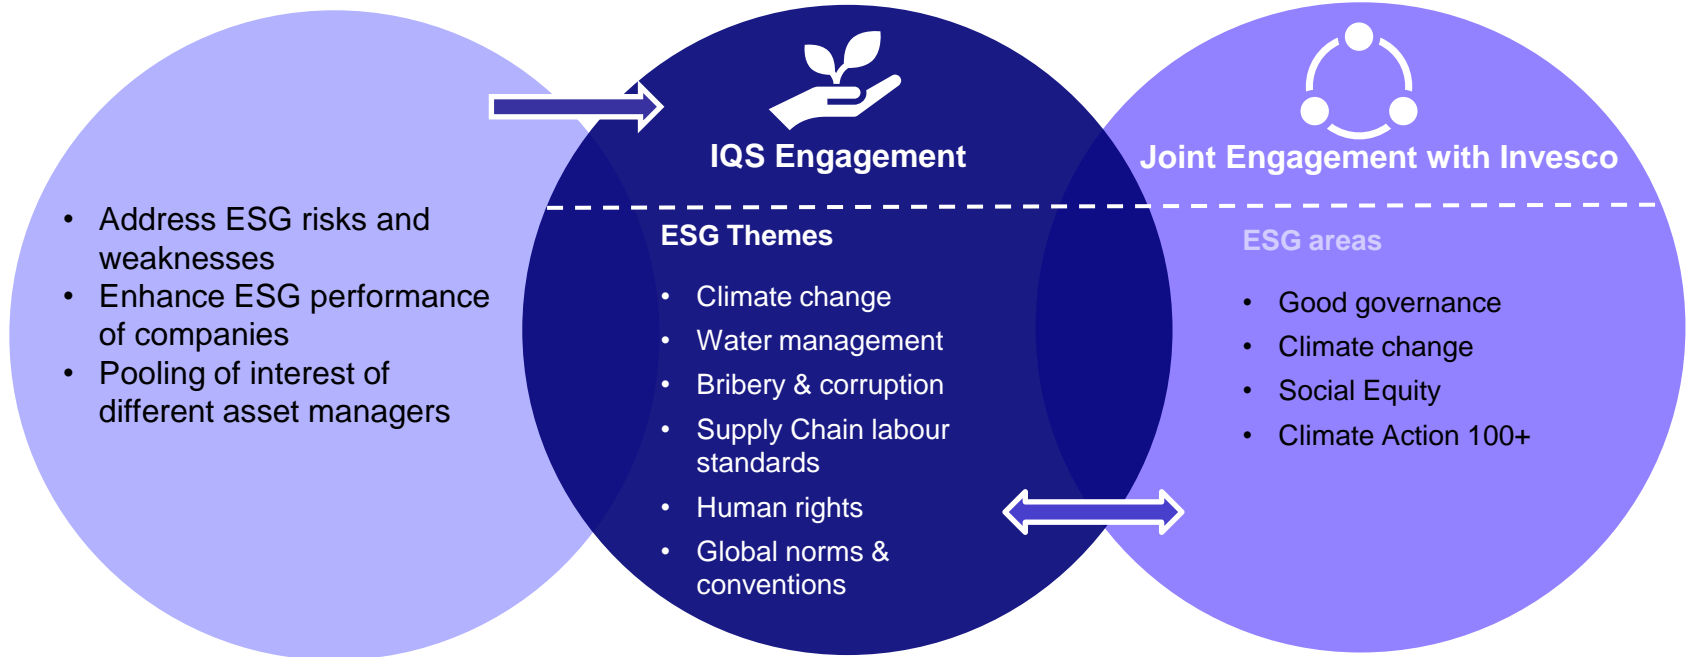 • Address ESG risks and
weaknesses
• Enhance ESG performance
of companies
• Pooling of interest of
different asset managers
IQS Engagement
ESG Themes
• Climate change
• Water management
• Bribery & corruption
• Supply Chain labour
standards
• Human rights
• Global norms &
conventions
Joint Engagement with Invesco
ESG areas
• Good governance
• Climate change
• Social Equity
• Climate Action 100+